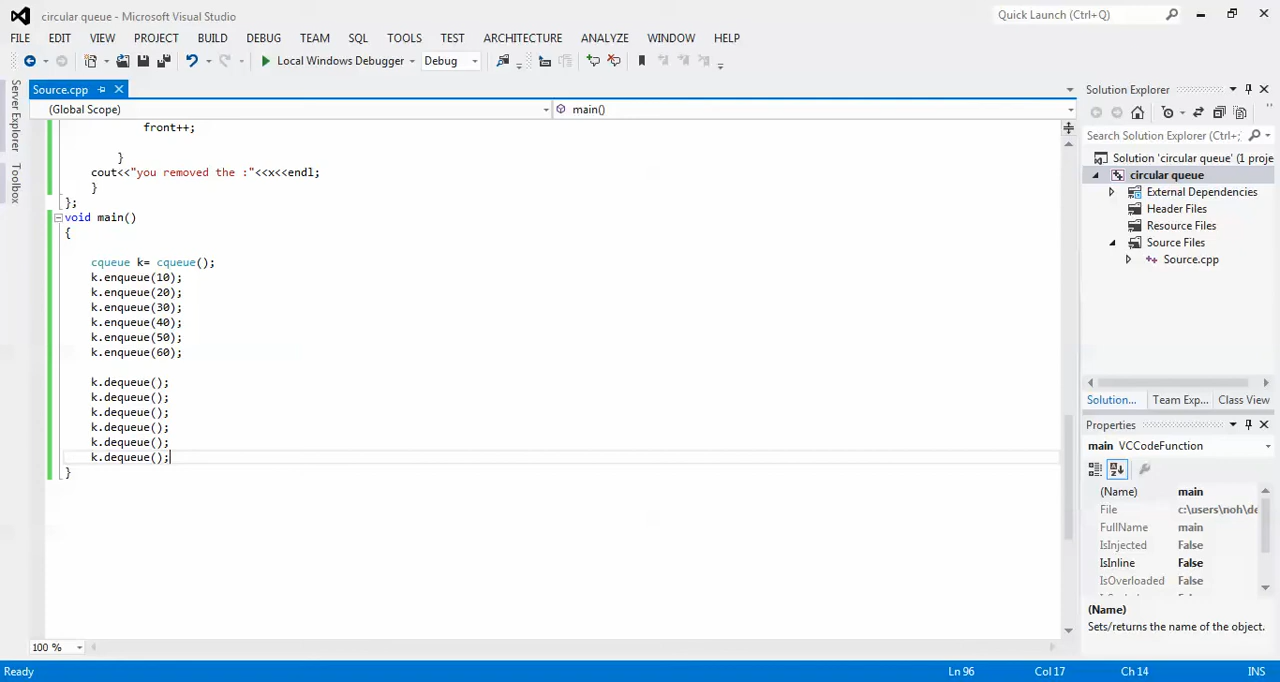 circular queue - Microsoft Visual Studio
Quick Launch (Ctrl+Q)
FILE EDIT VIEW PROJECT BUILD DEBUG TEAM SQL TOOLS TEST ARCHITECTURE ANALYZE WINDOW HELP
Local Windows Debugger Debug
Server Explorer
Toolbox
Source.cpp
(Global Scope) main()
front++;
}
cout<<"you removed the :"<<x<<endl;
}
};
void main()
{
cqueue k= cqueue();
k.enqueue(10);
k.enqueue(20);
k.enqueue(30);
k.enqueue(40);
k.enqueue(50);
k.enqueue(60);
k.dequeue();
k.dequeue();
k.dequeue();
k.dequeue();
k.dequeue();
k.dequeue();
}
100 %
Solution Explorer
Search Solution Explorer (Ctrl+;
Solution 'circular queue' (1 proje
circular queue
External Dependencies
Header Files
Resource Files
Source Files
Source.cpp
Solution... Team Exp... Class View
Properties
main VCCodeFunction
(Name) main
File c:\users\noh\de
FullName main
IsInjected False
IsInline False
IsOverloaded False
(Name)
Sets/returns the name of the object.
Ready Ln 96 Col 17 Ch 14 INS